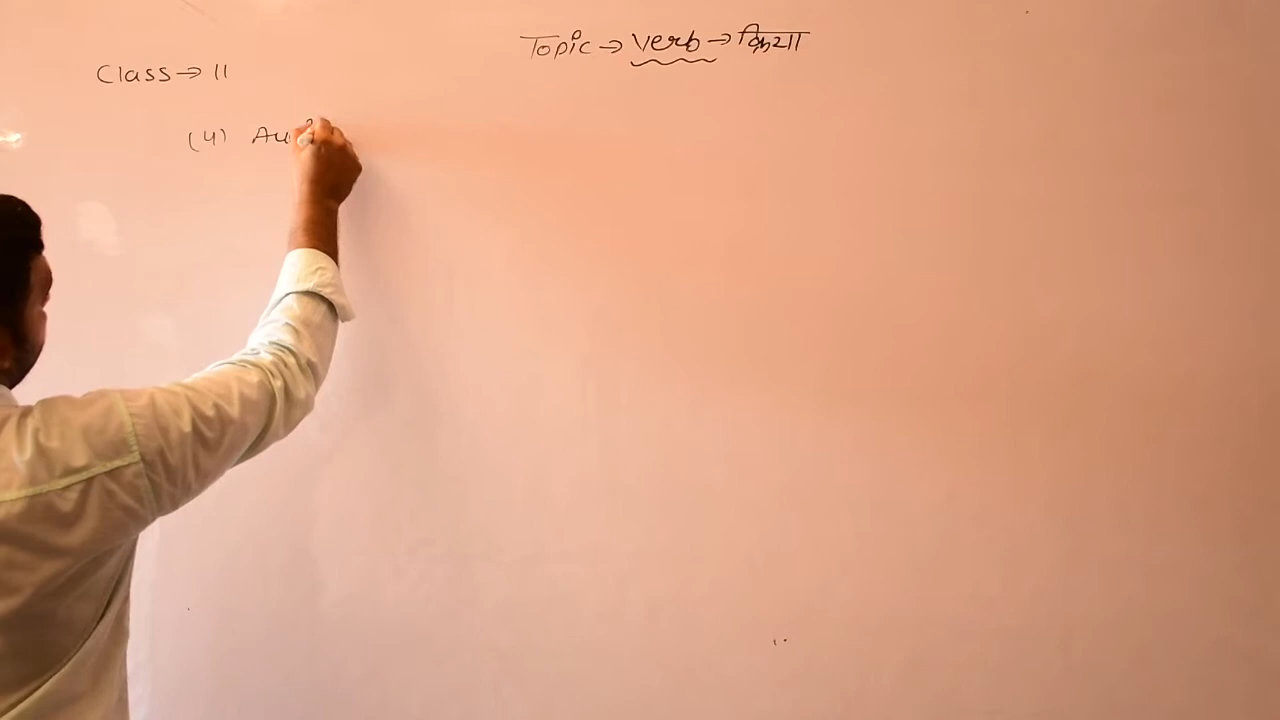 Topic → Verb → क्रिया
Class → 11
(4)